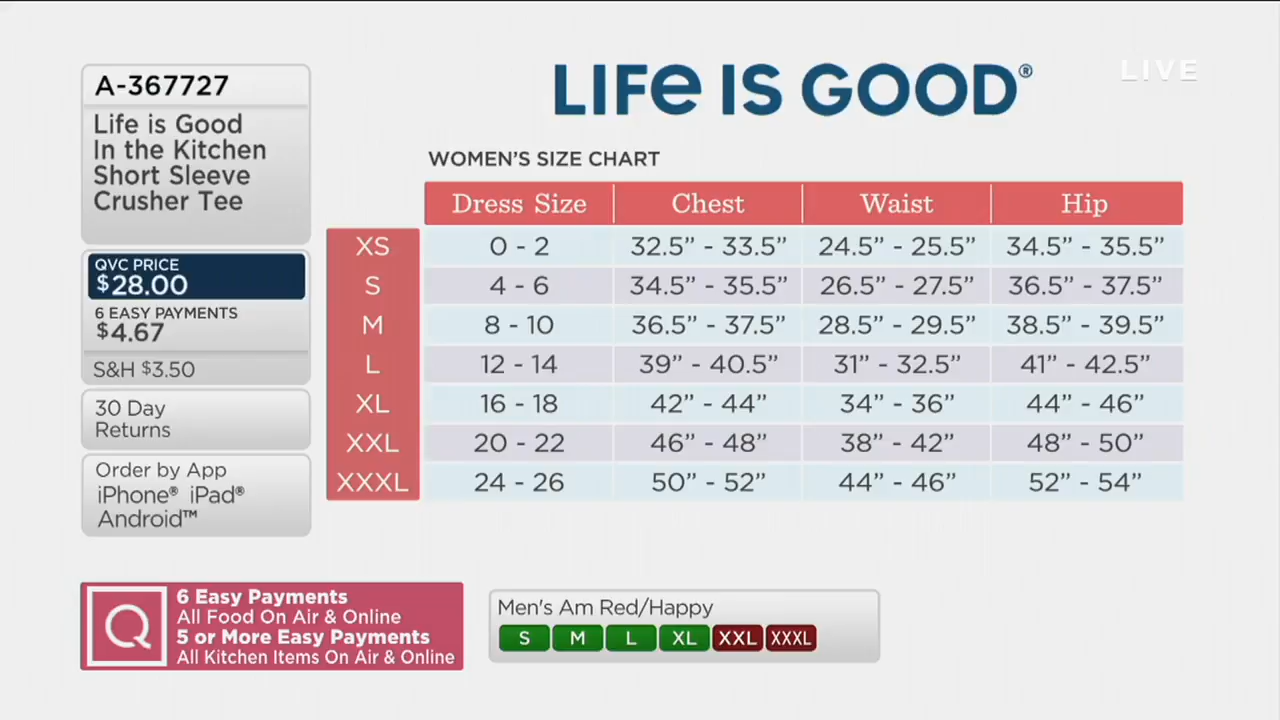 A-367727
Life is Good
In the Kitchen
Short Sleeve
Crusher Tee
QVC PRICE
$28.00
6 EASY PAYMENTS
$4.67
S&H $3.50
30 Day
Returns
Order by App
iPhone® iPad®
Android™
LIFe IS GOOD®
LIVE
WOMEN'S SIZE CHART
Dress Size Chest Waist Hip
XS 0 - 2 32.5” - 33.5” 24.5” - 25.5” 34.5” - 35.5”
S 4 - 6 34.5” - 35.5” 26.5” - 27.5” 36.5” - 37.5”
M 8 - 10 36.5” - 37.5” 28.5” - 29.5” 38.5” - 39.5”
L 12 - 14 39” - 40.5” 31” - 32.5” 41” - 42.5”
XL 16 - 18 42” - 44” 34” - 36” 44” - 46”
XXL 20 - 22 46” - 48” 38” - 42” 48” - 50”
XXXL 24 - 26 50” - 52” 44” - 46” 52” - 54”
Q
6 Easy Payments
All Food On Air & Online
5 or More Easy Payments
All Kitchen Items On Air & Online
Men's Am Red/Happy
S M L XL XXL XXXL